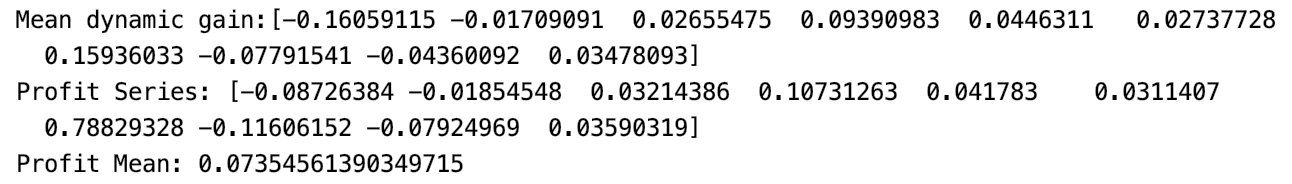 Mean dynamic gain:[-0.16059115 -0.01709091  0.02655475  0.09390983  0.0446311   0.02737728
  0.15936033 -0.07791541 -0.04360092  0.03478093]
Profit Series: [-0.08726384 -0.01854548  0.03214386  0.10731263  0.041783    0.0311407
  0.78829328 -0.11606152 -0.07924969  0.03590319]
Profit Mean: 0.07354561390349715